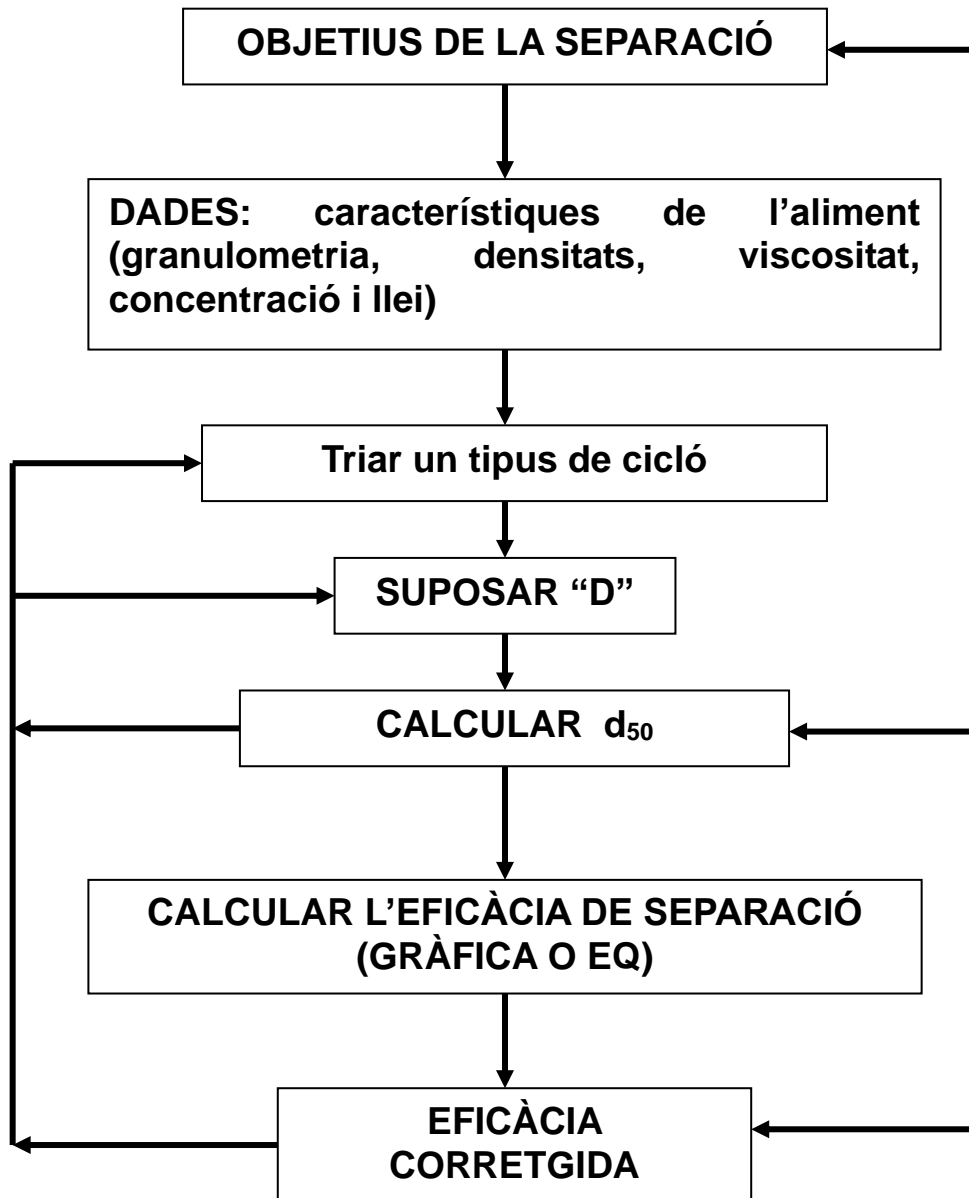 OBJETIUS DE LA SEPARACIÓ
DADES: característiques de l’aliment
(granulometria, densitats, viscositat,
concentració i llei)
Triar un tipus de cicló
SUPOSAR “D”
CALCULAR d₅₀
CALCULAR L’EFICÀCIA DE SEPARACIÓ
(GRÀFICA O EQ)
EFICÀCIA
CORRETGIDA